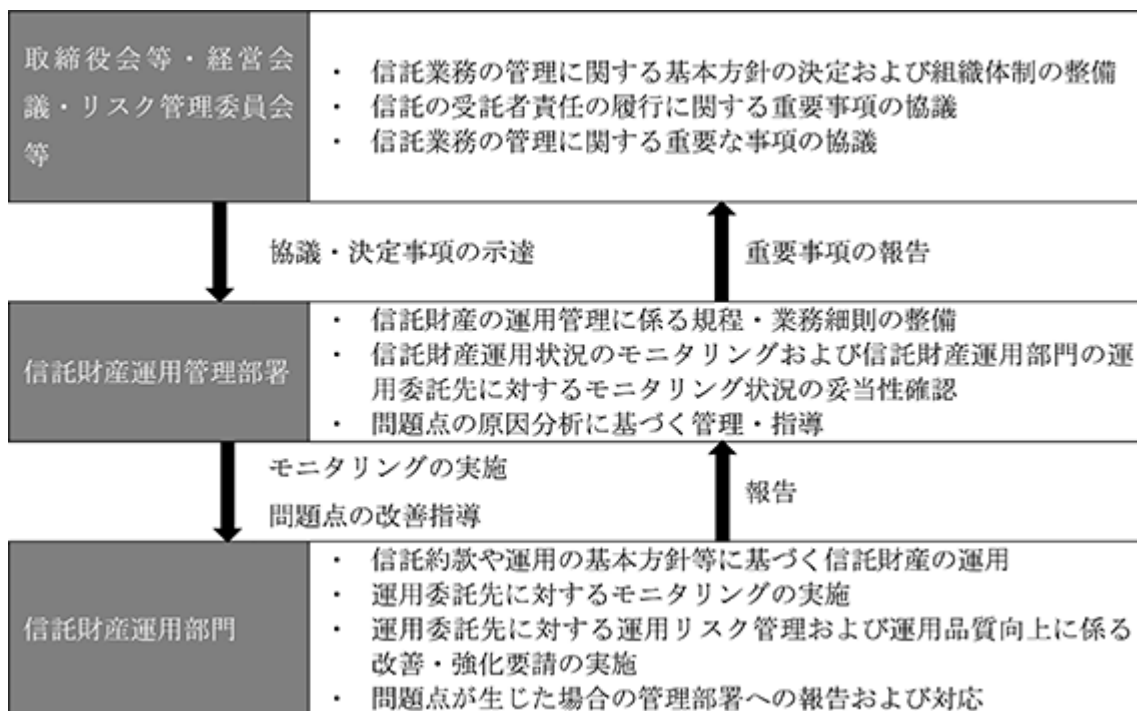 取締役会等・経営会
議・リスク管理委員会
等
・ 信託業務の管理に関する基本方針の決定および組織体制の整備
・ 信託の受託者責任の履行に関する重要事項の協議
・ 信託業務の管理に関する重要な事項の協議
協議・決定事項の示達
重要事項の報告
信託財産運用管理部署
・ 信託財産の運用管理に係る規程・業務細則の整備
・ 信託財産運用状況のモニタリングおよび信託財産運用部門の運
用委託先に対するモニタリング状況の妥当性確認
・ 問題点の原因分析に基づく管理・指導
モニタリングの実施
問題点の改善指導
報告
信託財産運用部門
・ 信託約款や運用の基本方針等に基づく信託財産の運用
・ 運用委託先に対するモニタリングの実施
・ 運用委託先に対する運用リスク管理および運用品質向上に係る
改善・強化要請の実施
・ 問題点が生じた場合の管理部署への報告および対応